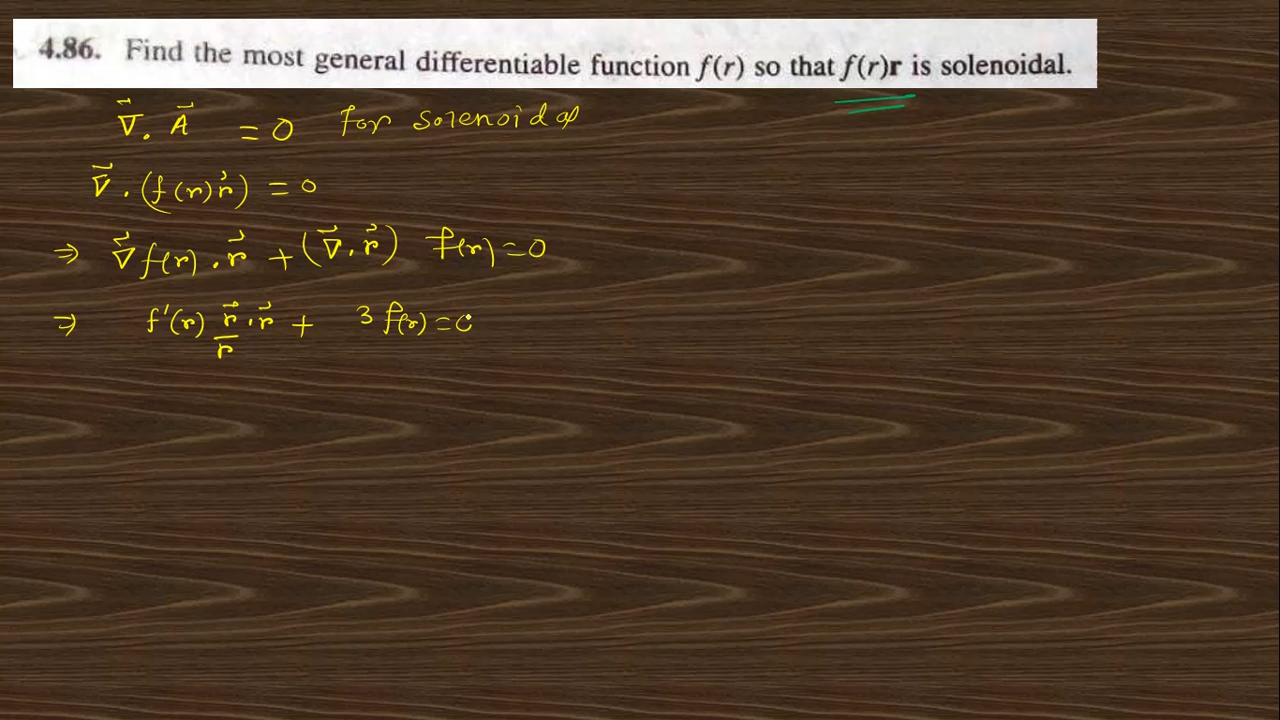 4.86. Find the most general differentiable function f(r) so that f(r)r is solenoidal.
∇⃗. A⃗ = 0 for solenoidal
∇⃗. (f(r)r⃗) = 0
⇒ ∇⃗f(r).r⃗ + (∇⃗.r⃗) f(r)=0
⇒ f'(r) r⃗/r . r⃗ + 3 f(r)=0